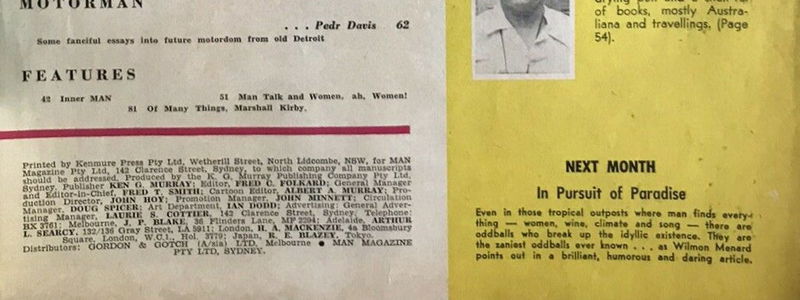 MOTORMAN
. . . Pedr Davis 62
Some fanciful essays into future motordom from old Detroit
FEATURES
42 Inner MAN 51 Man Talk and Women, ah, Women!
81 Of Many Things, Marshall Kirby.
Printed by Kenmure Press Pty Ltd, Wetherill Street, North Lidcombe, NSW, for MAN
Magazine Pty Ltd, 142 Clarence Street, Sydney, to which company all manuscripts
should be addressed. Produced by the K. G. Murray Publishing Company Pty Ltd,
Sydney. Publisher KEN G. MURRAY; Editor, FRED C. FOLKARD; General Manager
and Editor-in-Chief, FRED T. SMITH; Cartoon Editor, ALBERT A. MURRAY; Pro-
duction Director, JOHN HOY; Promotion Manager, JOHN MINNETT; Circulation
Manager, DOUG SPICER; Art Department, IAN DODD; Advertising: General Adver-
tising Manager, LAURIE S. COTTIER, 142 Clarence Street, Sydney. Telephone:
BX 3761; Melbourne, J. P. BLAKE, 36 Flinders Lane, MF 2294; Adelaide, ARTHUR
L. SEARCY, 132/136 Gray Street, LA 5911; London, H. A. MACKENZIE, 4a Bloomsbury
Square, London, W.C.1., Hol. 3779; Japan, R. E. BLAZEY, Tokyo.
Distributors: GORDON & GOTCH (A/sia) LTD, Melbourne ● MAN MAGAZINE
PTY LTD, SYDNEY.
of books, mostly Austra-
liana and travellings. (Page
54).
NEXT MONTH
In Pursuit of Paradise
Even in those tropical outposts where man finds every-
thing — women, wine, climate and song — there are
oddballs who break up the idyllic existence. They are
the zaniest oddballs ever known . . . as Wilmon Menard
points out in a brilliant, humorous and daring article.